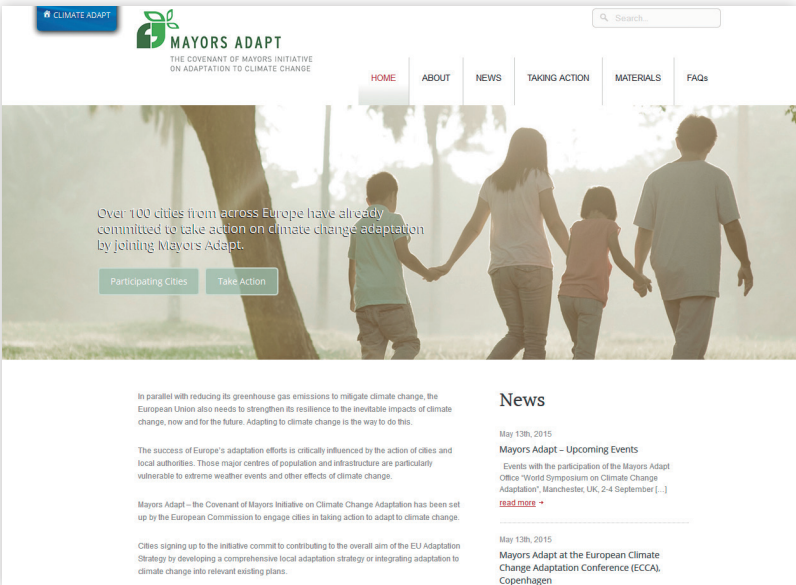 CLIMATE ADAPT
Search...
MAYORS ADAPT
THE COVENANT OF MAYORS INITIATIVE
ON ADAPTATION TO CLIMATE CHANGE
HOME ABOUT NEWS TAKING ACTION MATERIALS FAQs
Over 100 cities from across Europe have already
committed to take action on climate change adaptation
by joining Mayors Adapt.
Participating Cities Take Action
In parallel with reducing its greenhouse gas emissions to mitigate climate change, the
European Union also needs to strengthen its resilience to the inevitable impacts of climate
change, now and for the future. Adapting to climate change is the way to do this.
The success of Europe's adaptation efforts is critically influenced by the action of cities and
local authorities. Those major centres of population and infrastructure are particularly
vulnerable to extreme weather events and other effects of climate change.
Mayors Adapt – the Covenant of Mayors Initiative on Climate Change Adaptation has been set
up by the European Commission to engage cities in taking action to adapt to climate change.
Cities signing up to the initiative commit to contributing to the overall aim of the EU Adaptation
Strategy by developing a comprehensive local adaptation strategy or integrating adaptation to
climate change into relevant existing plans.
News
May 13th, 2015
Mayors Adapt – Upcoming Events
Events with the participation of the Mayors Adapt
Office "World Symposium on Climate Change
Adaptation", Manchester, UK, 2-4 September [...]
read more
May 13th, 2015
Mayors Adapt at the European Climate
Change Adaptation Conference (ECCA),
Copenhagen